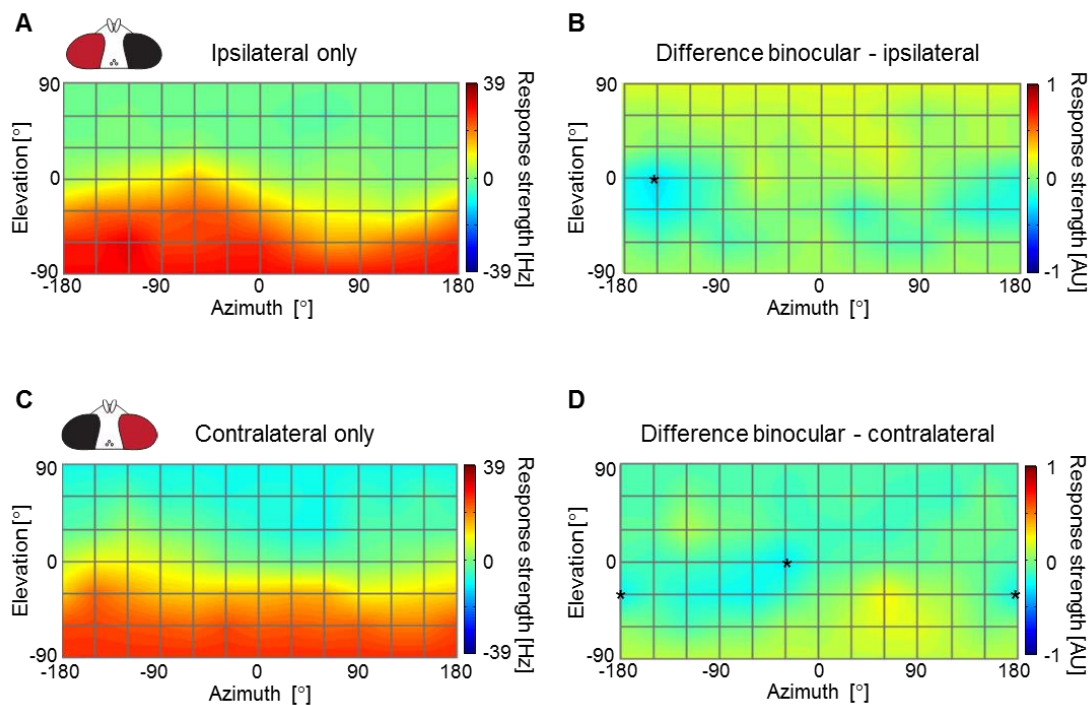 A
Ipsilateral only
90
0
-90
Elevation [°]
-180
-90
0
90
180
Azimuth [°]
39
0
-39
Response strength [Hz]
B
Difference binocular - ipsilateral
90
0
-90
Elevation [°]
*
-180
-90
0
90
180
Azimuth [°]
1
0
-1
Response strength [AU]
C
Contralateral only
90
0
-90
Elevation [°]
-180
-90
0
90
180
Azimuth [°]
39
0
-39
Response strength [Hz]
D
Difference binocular - contralateral
90
0
-90
Elevation [°]
*
*
*
-180
-90
0
90
180
Azimuth [°]
1
0
-1
Response strength [AU]